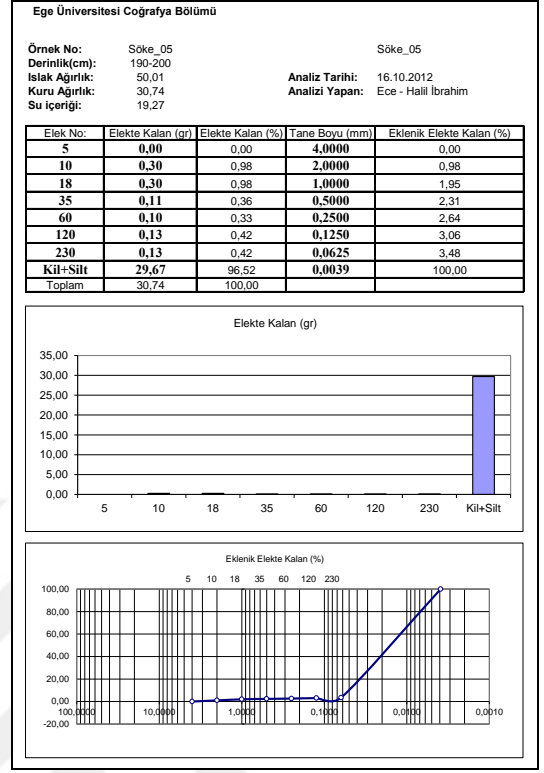 Ege Üniversitesi Coğrafya Bölümü
Örnek No: Söke_05 Söke_05
Derinlik(cm): 190-200
Islak Ağırlık: 50,01 Analiz Tarihi: 16.10.2012
Kuru Ağırlık: 30,74 Analizi Yapan: Ece - Halil İbrahim
Su içeriği: 19,27
Elek No: Elekte Kalan (gr) Elekte Kalan (%) Tane Boyu (mm) Eklenik Elekte Kalan (%)
5 0,00 0,00 4,0000 0,00
10 0,30 0,98 2,0000 0,98
18 0,30 0,98 1,0000 1,95
35 0,11 0,36 0,5000 2,31
60 0,10 0,33 0,2500 2,64
120 0,13 0,42 0,1250 3,06
230 0,13 0,42 0,0625 3,48
Kil+Silt 29,67 96,52 0,0039 100,00
Toplam 30,74 100,00
Elekte Kalan (gr)
35,00
30,00
25,00
20,00
15,00
10,00
5,00
0,00
5 10 18 35 60 120 230 Kil+Silt
Eklenik Elekte Kalan (%)
5 10 18 35 60 120 230
100,00
80,00
60,00
40,00
20,00
0,00
-20,00
100,0000 10,0000 1,0000 0,1000 0,0100 0,0010